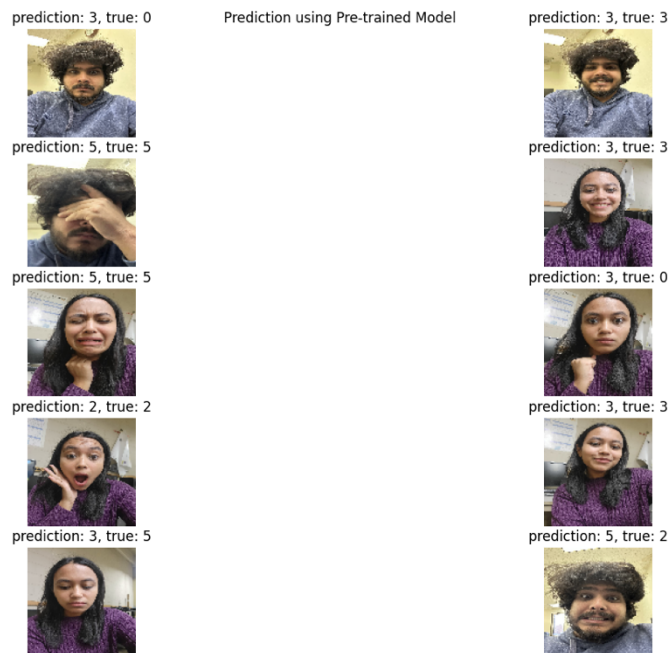 prediction: 3, true: 0
Prediction using Pre-trained Model
prediction: 3, true: 3
prediction: 5, true: 5
prediction: 3, true: 3
prediction: 5, true: 5
prediction: 3, true: 0
prediction: 2, true: 2
prediction: 3, true: 3
prediction: 3, true: 5
prediction: 5, true: 2